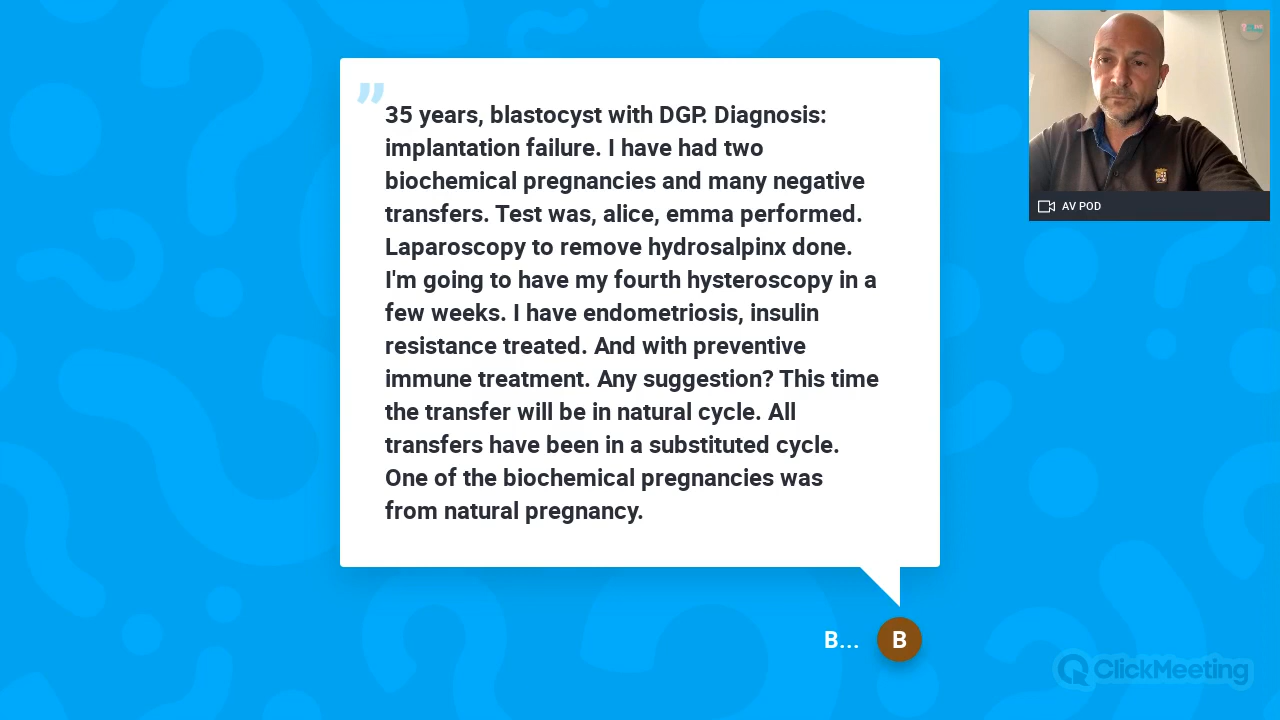 35 years, blastocyst with DGP. Diagnosis:
implantation failure. I have had two
biochemical pregnancies and many negative
transfers. Test was, alice, emma performed.
Laparoscopy to remove hydrosalpinx done.
I'm going to have my fourth hysteroscopy in a
few weeks. I have endometriosis, insulin
resistance treated. And with preventive
immune treatment. Any suggestion? This time
the transfer will be in natural cycle. All
transfers have been in a substituted cycle.
One of the biochemical pregnancies was
from natural pregnancy.
B... B
AV POD
ClickMeeting